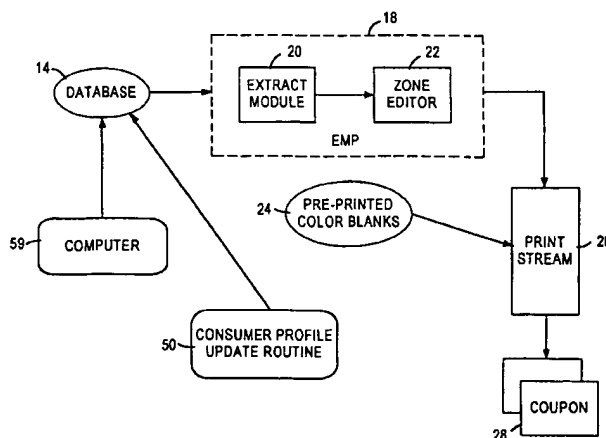 18
20
22
14
DATABASE
EXTRACT
MODULE
ZONE
EDITOR
EMP
24
PRE-PRINTED
COLOR BLANKS
59
COMPUTER
PRINT
STREAM
50
CONSUMER PROFILE
UPDATE ROUTINE
COUPON
28